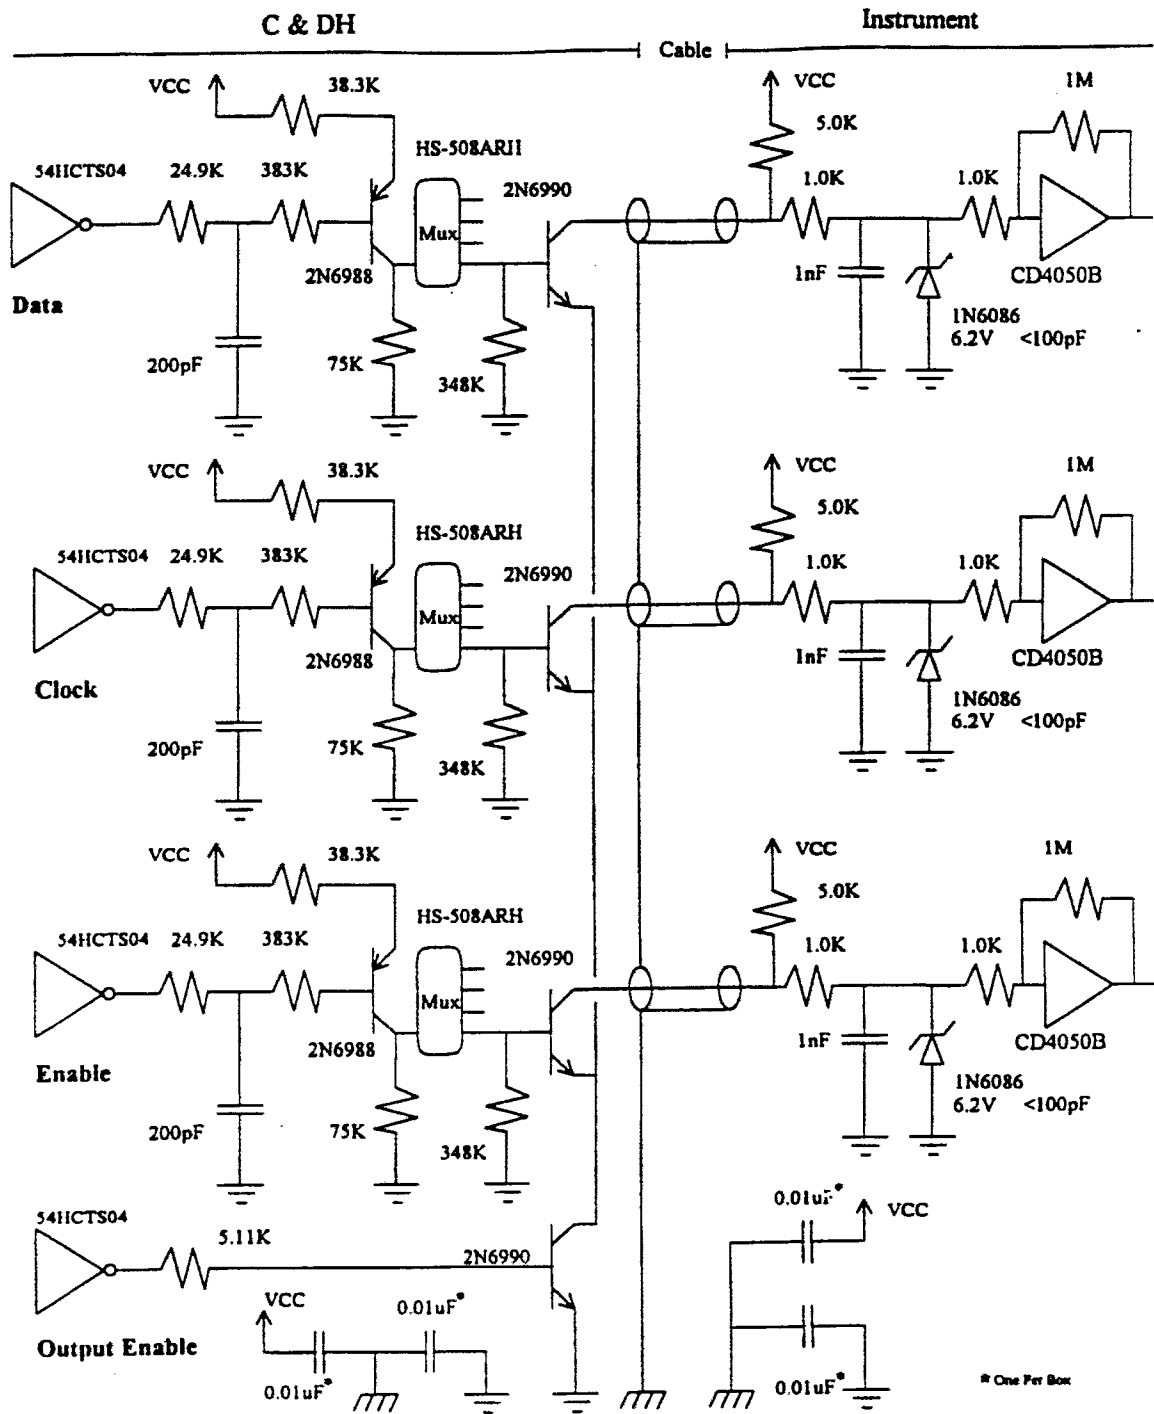 C & DH
Cable
Instrument
VCC
38.3K
VCC
5.0K
1M
54HCTS04
24.9K
383K
HS-508ARH
2N6990
1.0K
1.0K
Mux
2N6988
1nF
CD4050B
Data
1N6086
6.2V <100pF
200pF
75K
348K
VCC
38.3K
VCC
5.0K
1M
54HCTS04
24.9K
383K
HS-508ARH
2N6990
1.0K
1.0K
Mux
2N6988
1nF
CD4050B
Clock
1N6086
6.2V <100pF
200pF
75K
348K
VCC
38.3K
VCC
5.0K
1M
54HCTS04
24.9K
383K
HS-508ARH
2N6990
1.0K
1.0K
Mux
2N6988
1nF
CD4050B
Enable
1N6086
6.2V <100pF
200pF
75K
348K
54HCTS04
5.11K
2N6990
0.01uF*
VCC
Output Enable
VCC
0.01uF*
0.01uF*
0.01uF*
* One Per Box